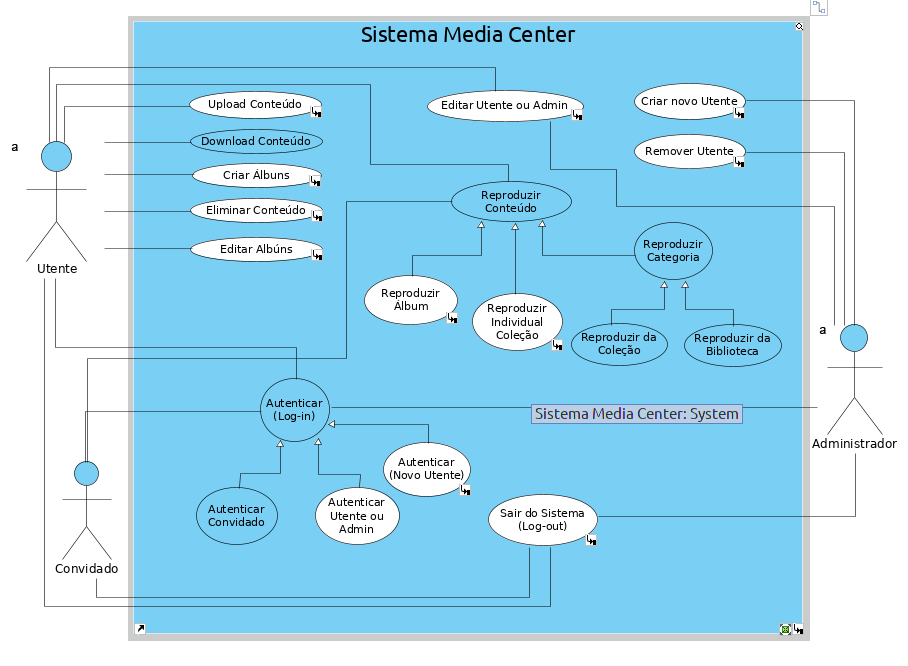 Sistema Media Center
Upload Conteúdo
Editar Utente ou Admin
Criar novo Utente
Download Conteúdo
a
Remover Utente
Criar Álbuns
Reproduzir
Conteúdo
Eliminar Conteúdo
Editar Albúns
Reproduzir
Categoria
Utente
Reproduzir
Álbum
Reproduzir
Individual
Coleção
Reproduzir da
Coleção
Reproduzir da
Biblioteca
a
Autenticar
(Log-in)
Sistema Media Center: System
Administrador
Autenticar
(Novo Utente)
Autenticar
Convidado
Autenticar
Utente ou
Admin
Sair do Sistema
(Log-out)
Convidado